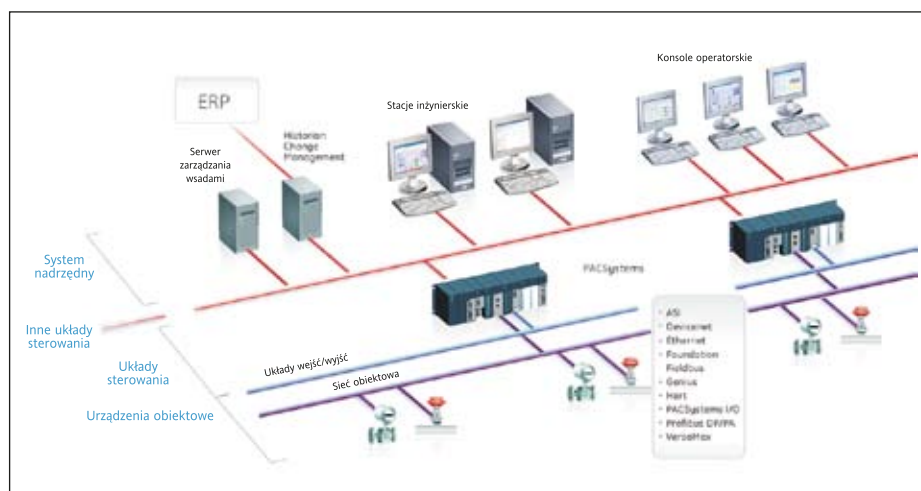 ERP
Historian
Change
Management
Serwer
zarządzania
wsadami
Stacje inżynierskie
Konsole operatorskie
System
nadrzędny
PACSystems
Inne układy
sterowania
Układy
sterowania
Urządzenia obiektowe
Układy wejść/wyjść
Sieć obiektowa
• ASI
• Devicenet
• Ethernet
• Foundation
Fieldbus
• Genius
• Hart
• PACSystems I/O
• Profibus DP/PA
• VersaMax